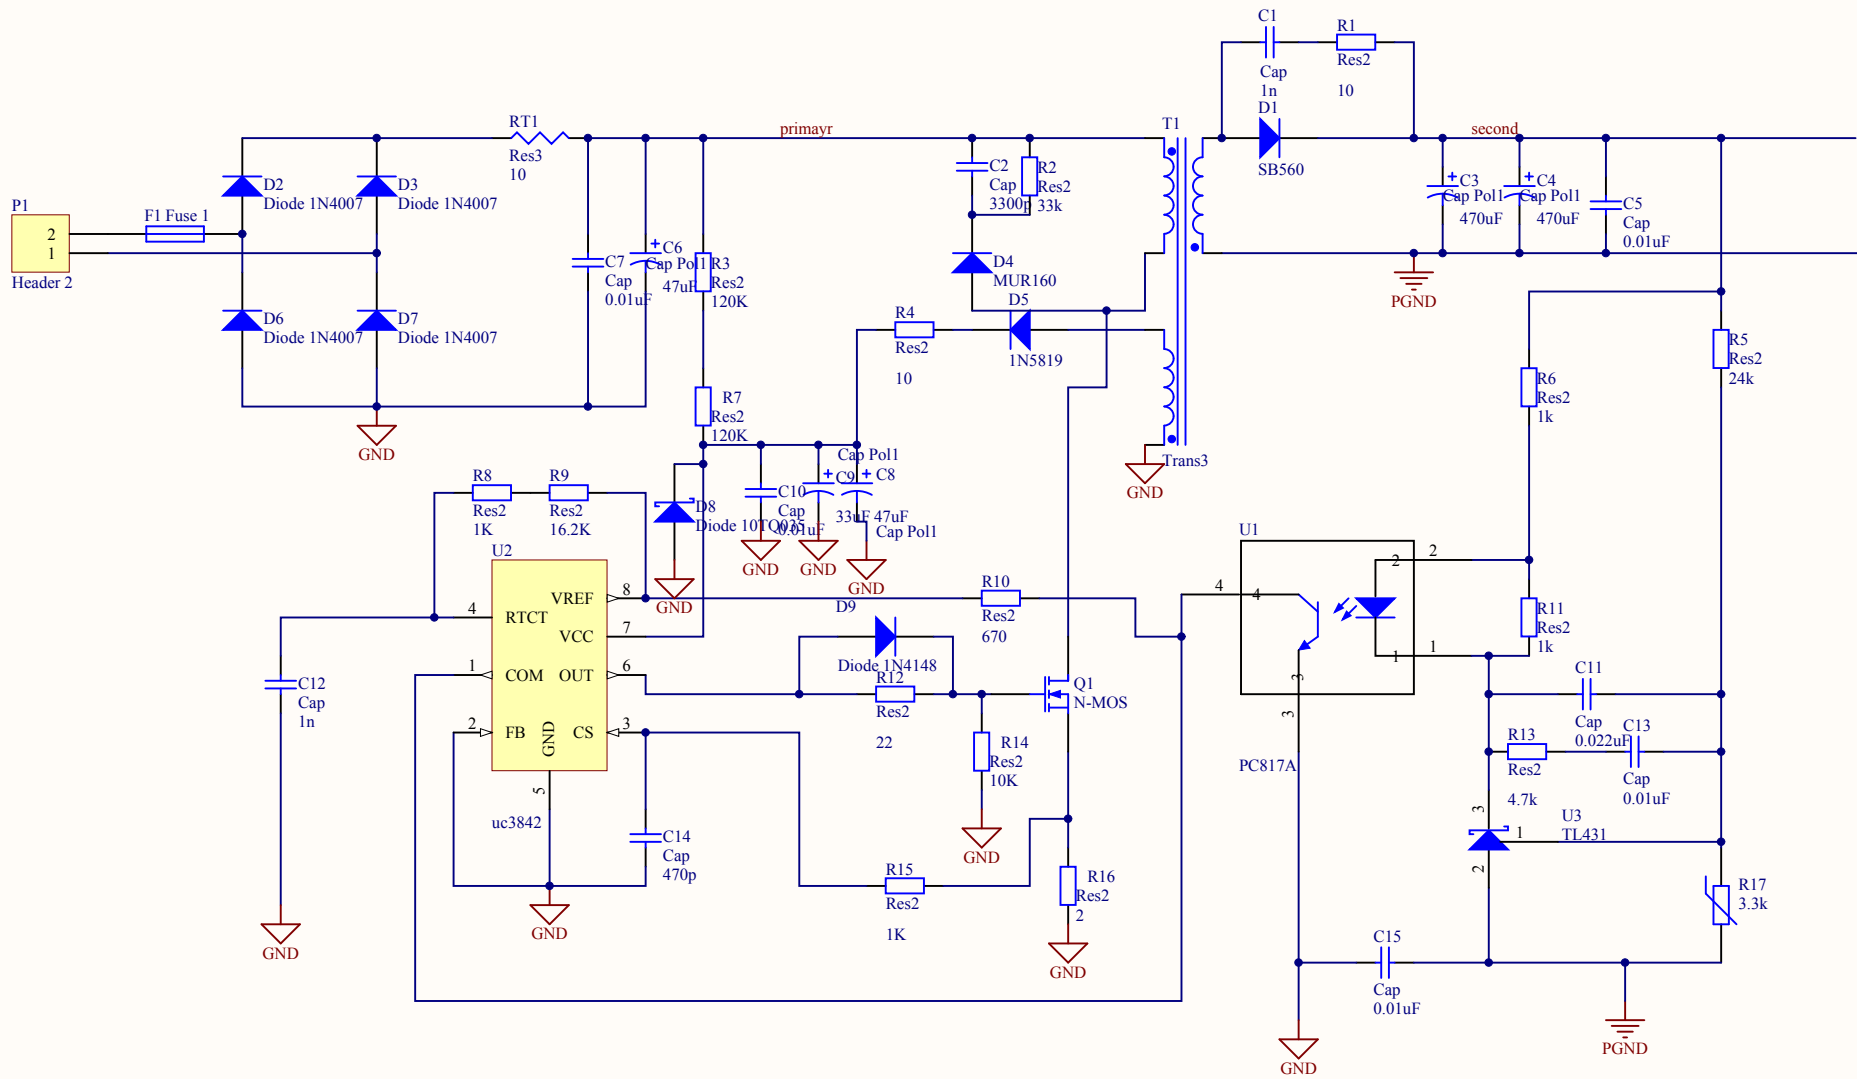 C1
Cap
1n
R1
Res2
10
D1
SB560
RT1
Res3
10
primayr
T1
second
P1
2
1
Header 2
F1 Fuse 1
D2
Diode 1N4007
D3
Diode 1N4007
D6
Diode 1N4007
D7
Diode 1N4007
GND
C7
Cap
0.01uF
C6
Cap Pol1
47uF
R3
Res2
120K
C2
Cap
3300p
R2
Res2
33k
D4
MUR160
D5
1N5819
R4
Res2
10
C3
Cap Pol1
470uF
C4
Cap Pol1
470uF
C5
Cap
0.01uF
PGND
R7
Res2
120K
Trans3
GND
R6
Res2
1k
R5
Res2
24k
R8
Res2
1K
R9
Res2
16.2K
D8
Diode 10TQ035
GND
C10
Cap
0.01uF
GND
Cap Pol1
C9
33uF
GND
C8
47uF
Cap Pol1
GND
U2
VREF
8
RTCT
4
VCC
7
COM
1
OUT
6
FB
2
CS
3
GND
5
uc3842
C12
Cap
1n
GND
C14
Cap
470p
GND
D9
Diode 1N4148
R12
Res2
22
R10
Res2
670
Q1
N-MOS
R14
Res2
10K
GND
R15
Res2
1K
R16
Res2
2
GND
U1
4
4
2
2
1
1
3
3
PC817A
R11
Res2
1k
C11
Cap
0.022uF
R13
Res2
4.7k
C13
Cap
0.01uF
3
1
2
U3
TL431
R17
3.3k
C15
Cap
0.01uF
GND
PGND